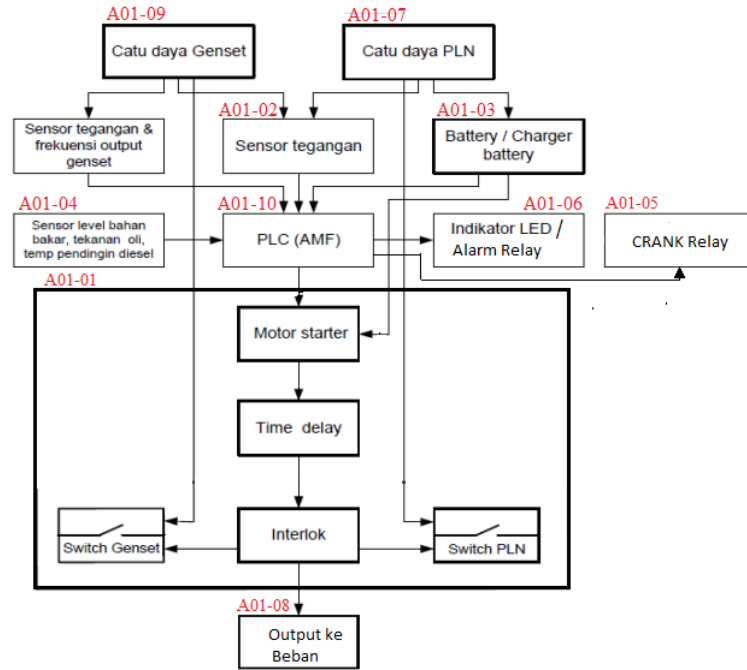 A01-09
A01-07
Catu daya Genset
Catu daya PLN
A01-02
A01-03
Sensor tegangan &
frekuensi output
genset
Sensor tegangan
Battery / Charger
battery
A01-04
A01-10
A01-06
A01-05
Sensor level bahan
bakar, tekanan oli,
temp pendingin diesel
PLC (AMF)
Indikator LED /
Alarm Relay
CRANK Relay
A01-01
Motor starter
Time delay
Interlok
Switch Genset
Switch PLN
A01-08
Output ke
Beban